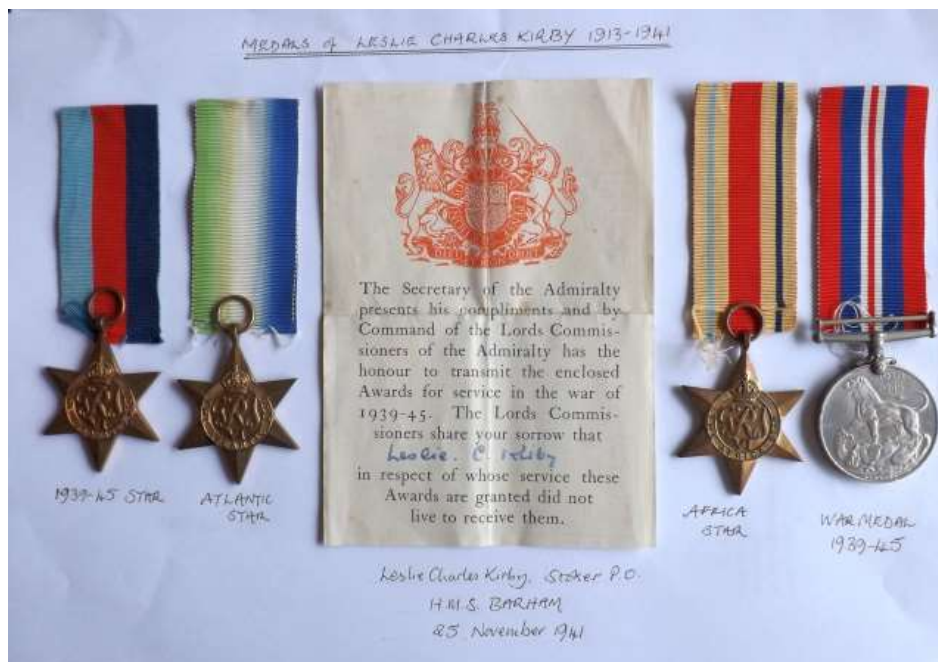 MEDALS of LESLIE CHARLES KIRBY 1913-1941
DIEU ET MON DROIT
The Secretary of the Admiralty
presents his compliments and by
Command of the Lords Commis-
sioners of the Admiralty has the
honour to transmit the enclosed
Awards for service in the war of
1939-45. The Lords Commis-
sioners share your sorrow that
Leslie. C. Kirby
in respect of whose service these
Awards are granted did not
live to receive them.
1939-45 STAR
ATLANTIC
STAR
AFRICA
STAR
WAR MEDAL
1939-45
Leslie Charles Kirby. Stoker P.O.
H.M.S. BARHAM
25 November 1941